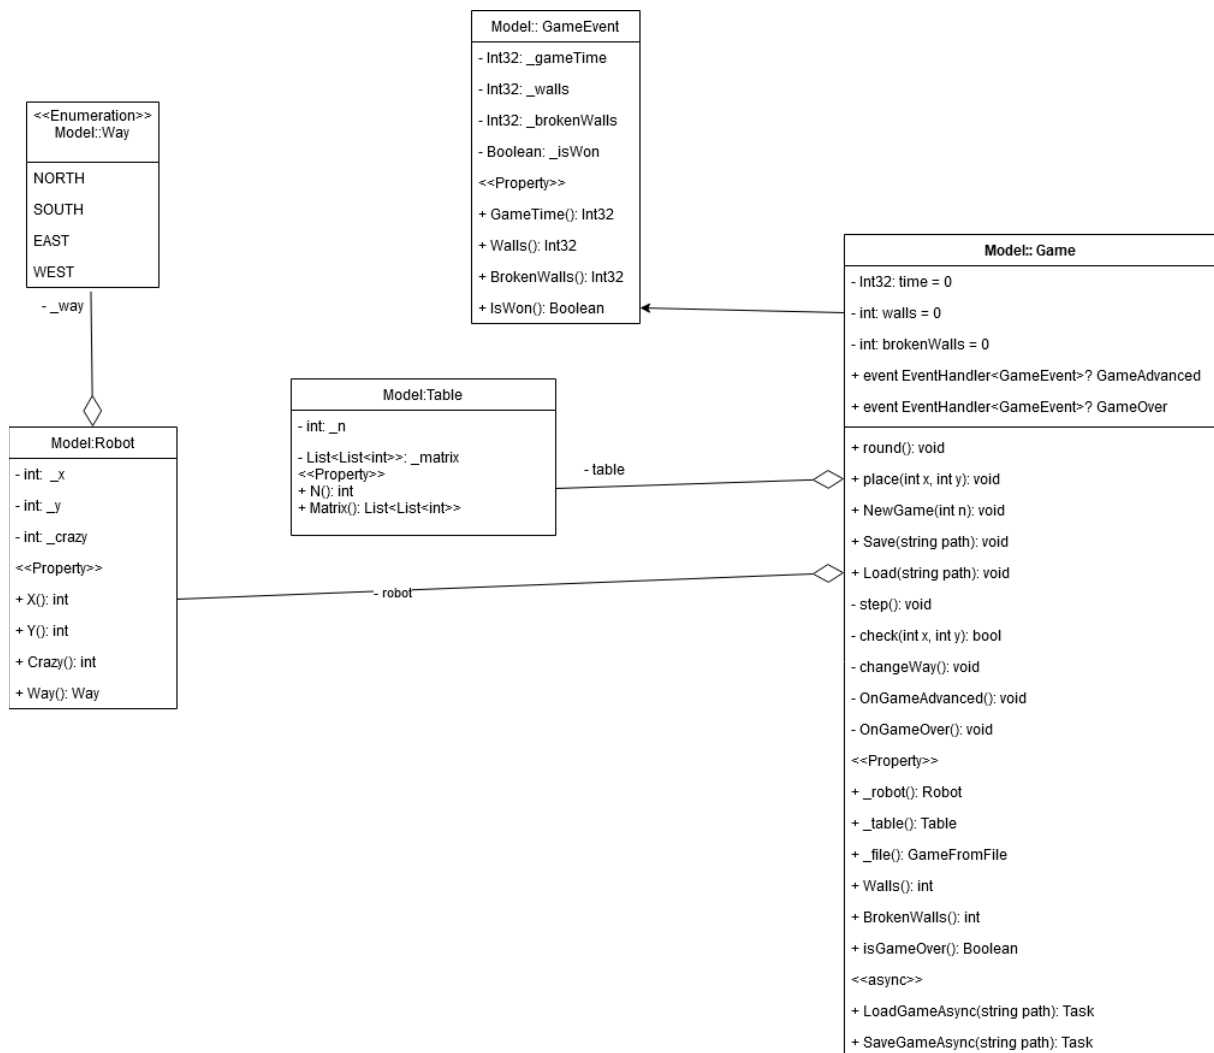 Model:: GameEvent
- Int32: _gameTime
- Int32: _walls
- Int32: _brokenWalls
- Boolean: _isWon
<<Property>>
+ GameTime(): Int32
+ Walls(): Int32
+ BrokenWalls(): Int32
+ IsWon(): Boolean
<<Enumeration>>
Model::Way
NORTH
SOUTH
EAST
WEST
- _way
Model:Robot
- int: _x
- int: _y
- int: _crazy
<<Property>>
+ X(): int
+ Y(): int
+ Crazy(): int
+ Way(): Way
Model:Table
- int: _n
- List<List<int>>: _matrix
<<Property>>
+ N(): int
+ Matrix(): List<List<int>>
- table
- robot
Model:: Game
- Int32: time = 0
- int: walls = 0
- int: brokenWalls = 0
+ event EventHandler<GameEvent>? GameAdvanced
+ event EventHandler<GameEvent>? GameOver
+ round(): void
+ place(int x, int y): void
+ NewGame(int n): void
+ Save(string path): void
+ Load(string path): void
- step(): void
- check(int x, int y): bool
- changeWay(): void
- OnGameAdvanced(): void
- OnGameOver(): void
<<Property>>
+ _robot(): Robot
+ _table(): Table
+ _file(): GameFromFile
+ Walls(): int
+ BrokenWalls(): int
+ isGameOver(): Boolean
<<async>>
+ LoadGameAsync(string path): Task
+ SaveGameAsync(string path): Task